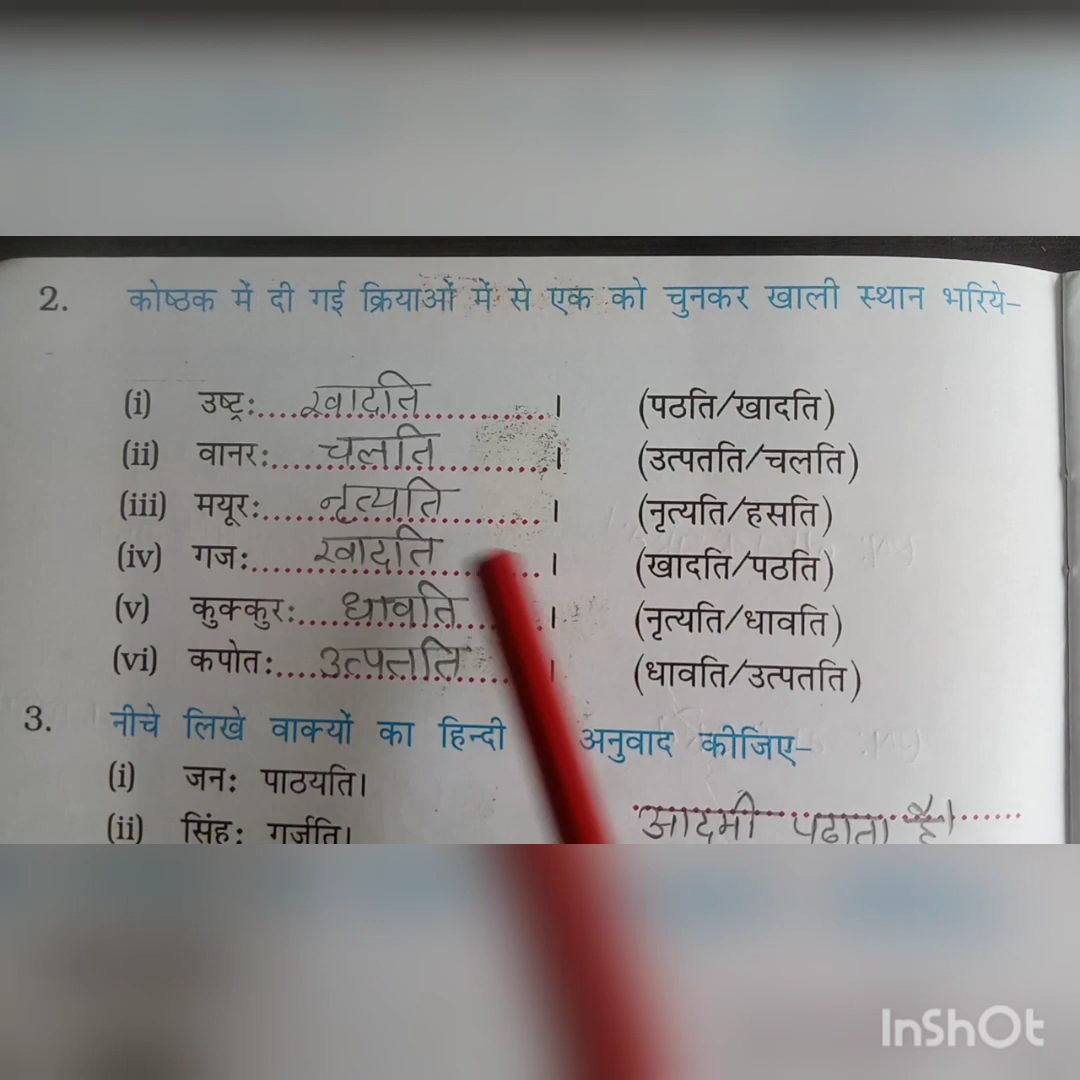 2. कोष्ठक में दी गई क्रियाओं में से एक को चुनकर खाली स्थान भरिये–
(i) उष्ट्रः....खादति..........। (पठति/खादति)
(ii) वानरः....चलति..........। (उत्पतति/चलति)
(iii) मयूरः....नृत्यति..........। (नृत्यति/हसति)
(iv) गजः....खादति..........। (खादति/पठति)
(v) कुक्कुरः....धावति..........। (नृत्यति/धावति)
(vi) कपोतः....उत्पतति..........। (धावति/उत्पतति)
3. नीचे लिखे वाक्यों का हिन्दी अनुवाद कीजिए–
(i) जनः पाठयति। आदमी पढाता है।
(ii) सिंहः गर्जति।
InShOt